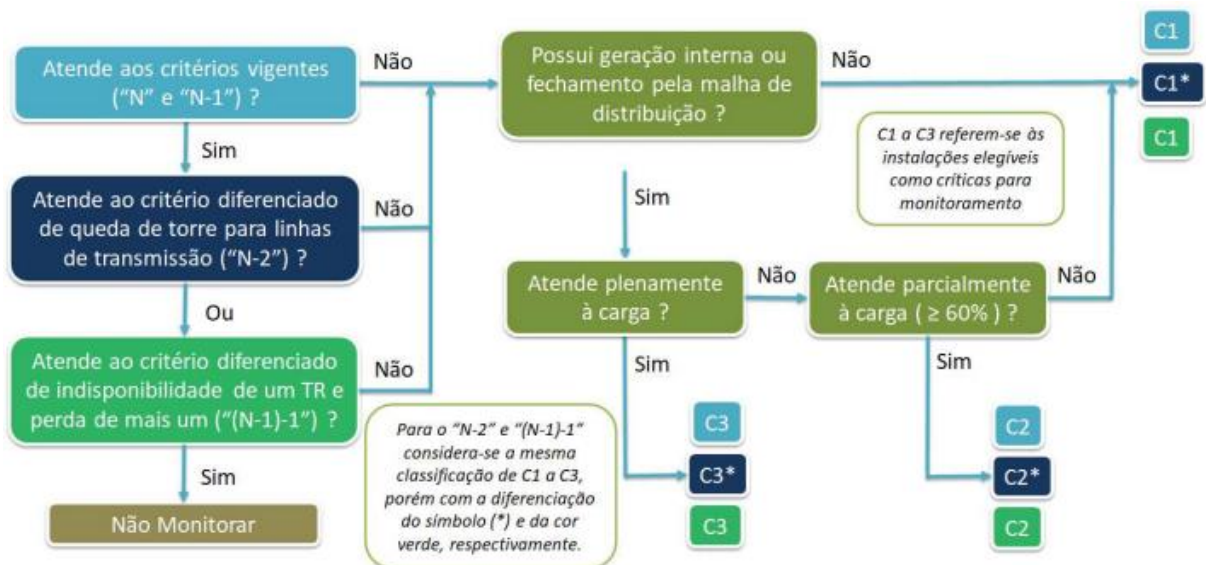 Atende aos critérios vigentes
("N" e "N-1") ?
Não
Sim
Atende ao critério diferenciado
de queda de torre para linhas
de transmissão ("N-2") ?
Não
Ou
Atende ao critério diferenciado
de indisponibilidade de um TR e
perda de mais um ("(N-1)-1") ?
Não
Sim
Não Monitorar
Possui geração interna ou
fechamento pela malha de
distribuição ?
Não
Sim
C1 a C3 referem-se às
instalações elegíveis
como críticas para
monitoramento
C1
C1*
C1
Atende plenamente
à carga ?
Não
Atende parcialmente
à carga ( ≥ 60% ) ?
Não
Sim
Sim
Para o "N-2" e "(N-1)-1"
considera-se a mesma
classificação de C1 a C3,
porém com a diferenciação
do símbolo (*) e da cor
verde, respectivamente.
C3
C3*
C3
C2
C2*
C2